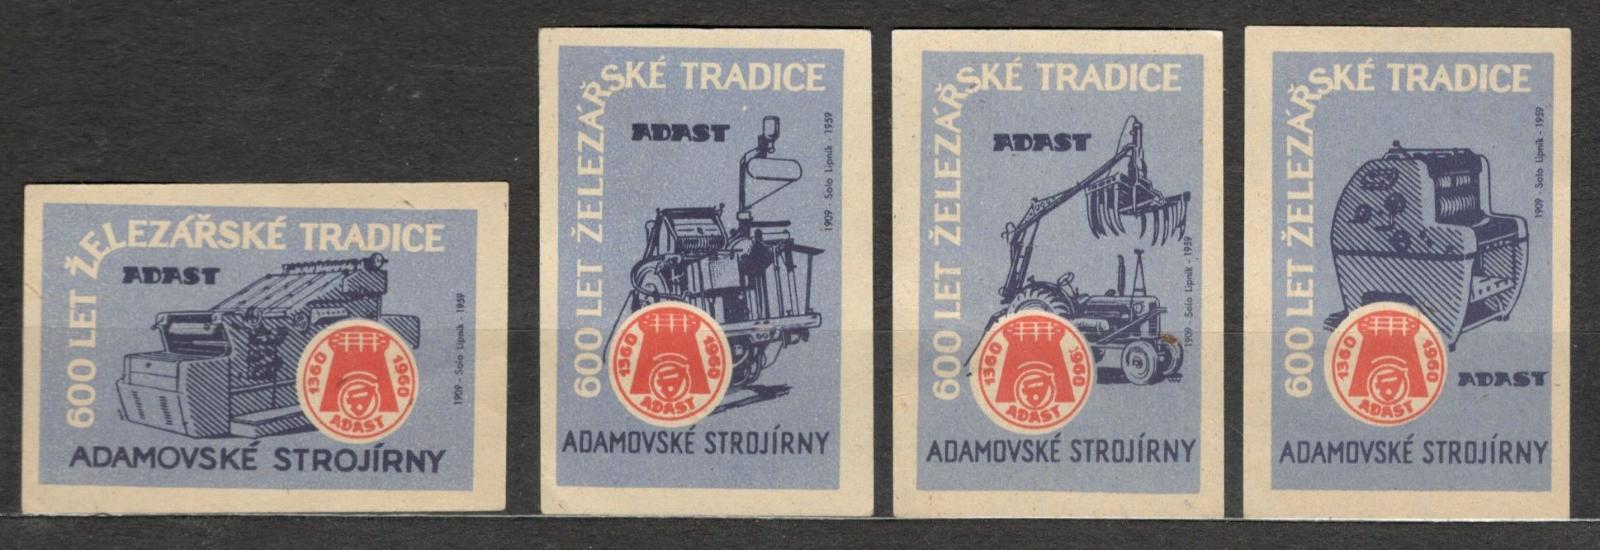 600 LET ŽELEZÁŘSKÉ TRADICE
ADAST
1909 - Solo Lipník - 1959
1360 1960
ADAST
ADAMOVSKÉ STROJÍRNY
600 LET ŽELEZÁŘSKÉ TRADICE
ADAST
1909 - Solo Lipník - 1959
1360 1960
ADAST
ADAMOVSKÉ STROJÍRNY
600 LET ŽELEZÁŘSKÉ TRADICE
ADAST
1909 - Solo Lipník - 1959
1360 1960
ADAST
ADAMOVSKÉ STROJÍRNY
600 LET ŽELEZÁŘSKÉ TRADICE
1909 - Solo Lipník - 1959
1360 1960
ADAST
ADAST
ADAMOVSKÉ STROJÍRNY